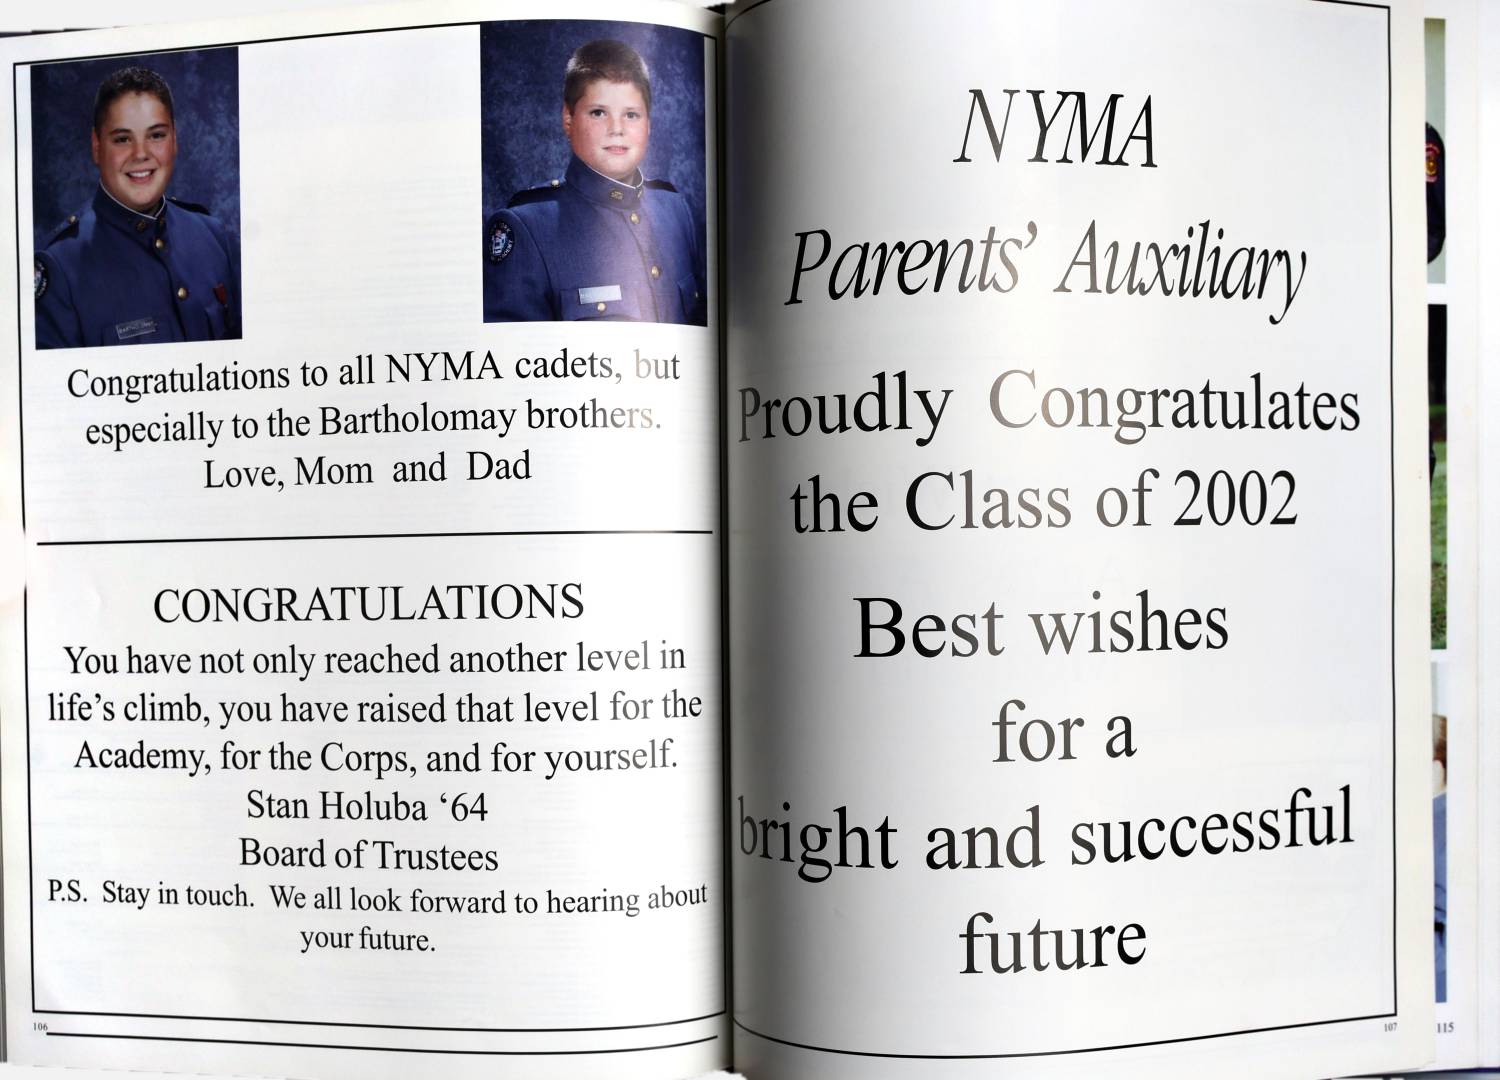 Congratulations to all NYMA cadets, but
especially to the Bartholomay brothers.
Love, Mom and Dad
CONGRATULATIONS
You have not only reached another level in
life's climb, you have raised that level for the
Academy, for the Corps, and for yourself.
Stan Holuba ‘64
Board of Trustees
P.S. Stay in touch. We all look forward to hearing about
your future.
106
NYMA
Parents’ Auxiliary
Proudly Congratulates
the Class of 2002
Best wishes
for a
bright and successful
future
107
115